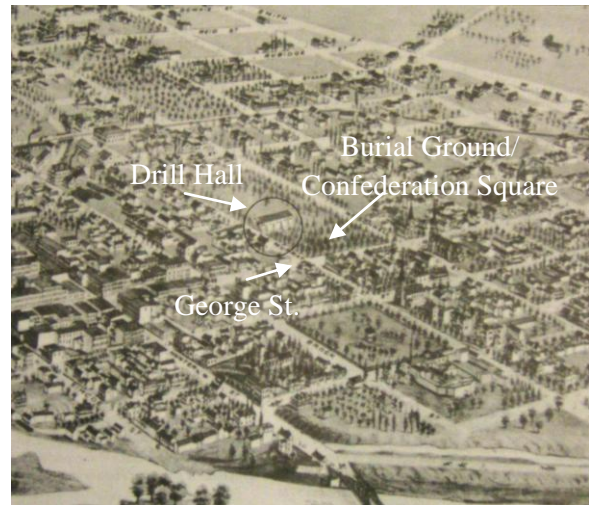 Burial Ground/
Confederation Square
Drill Hall
George St.